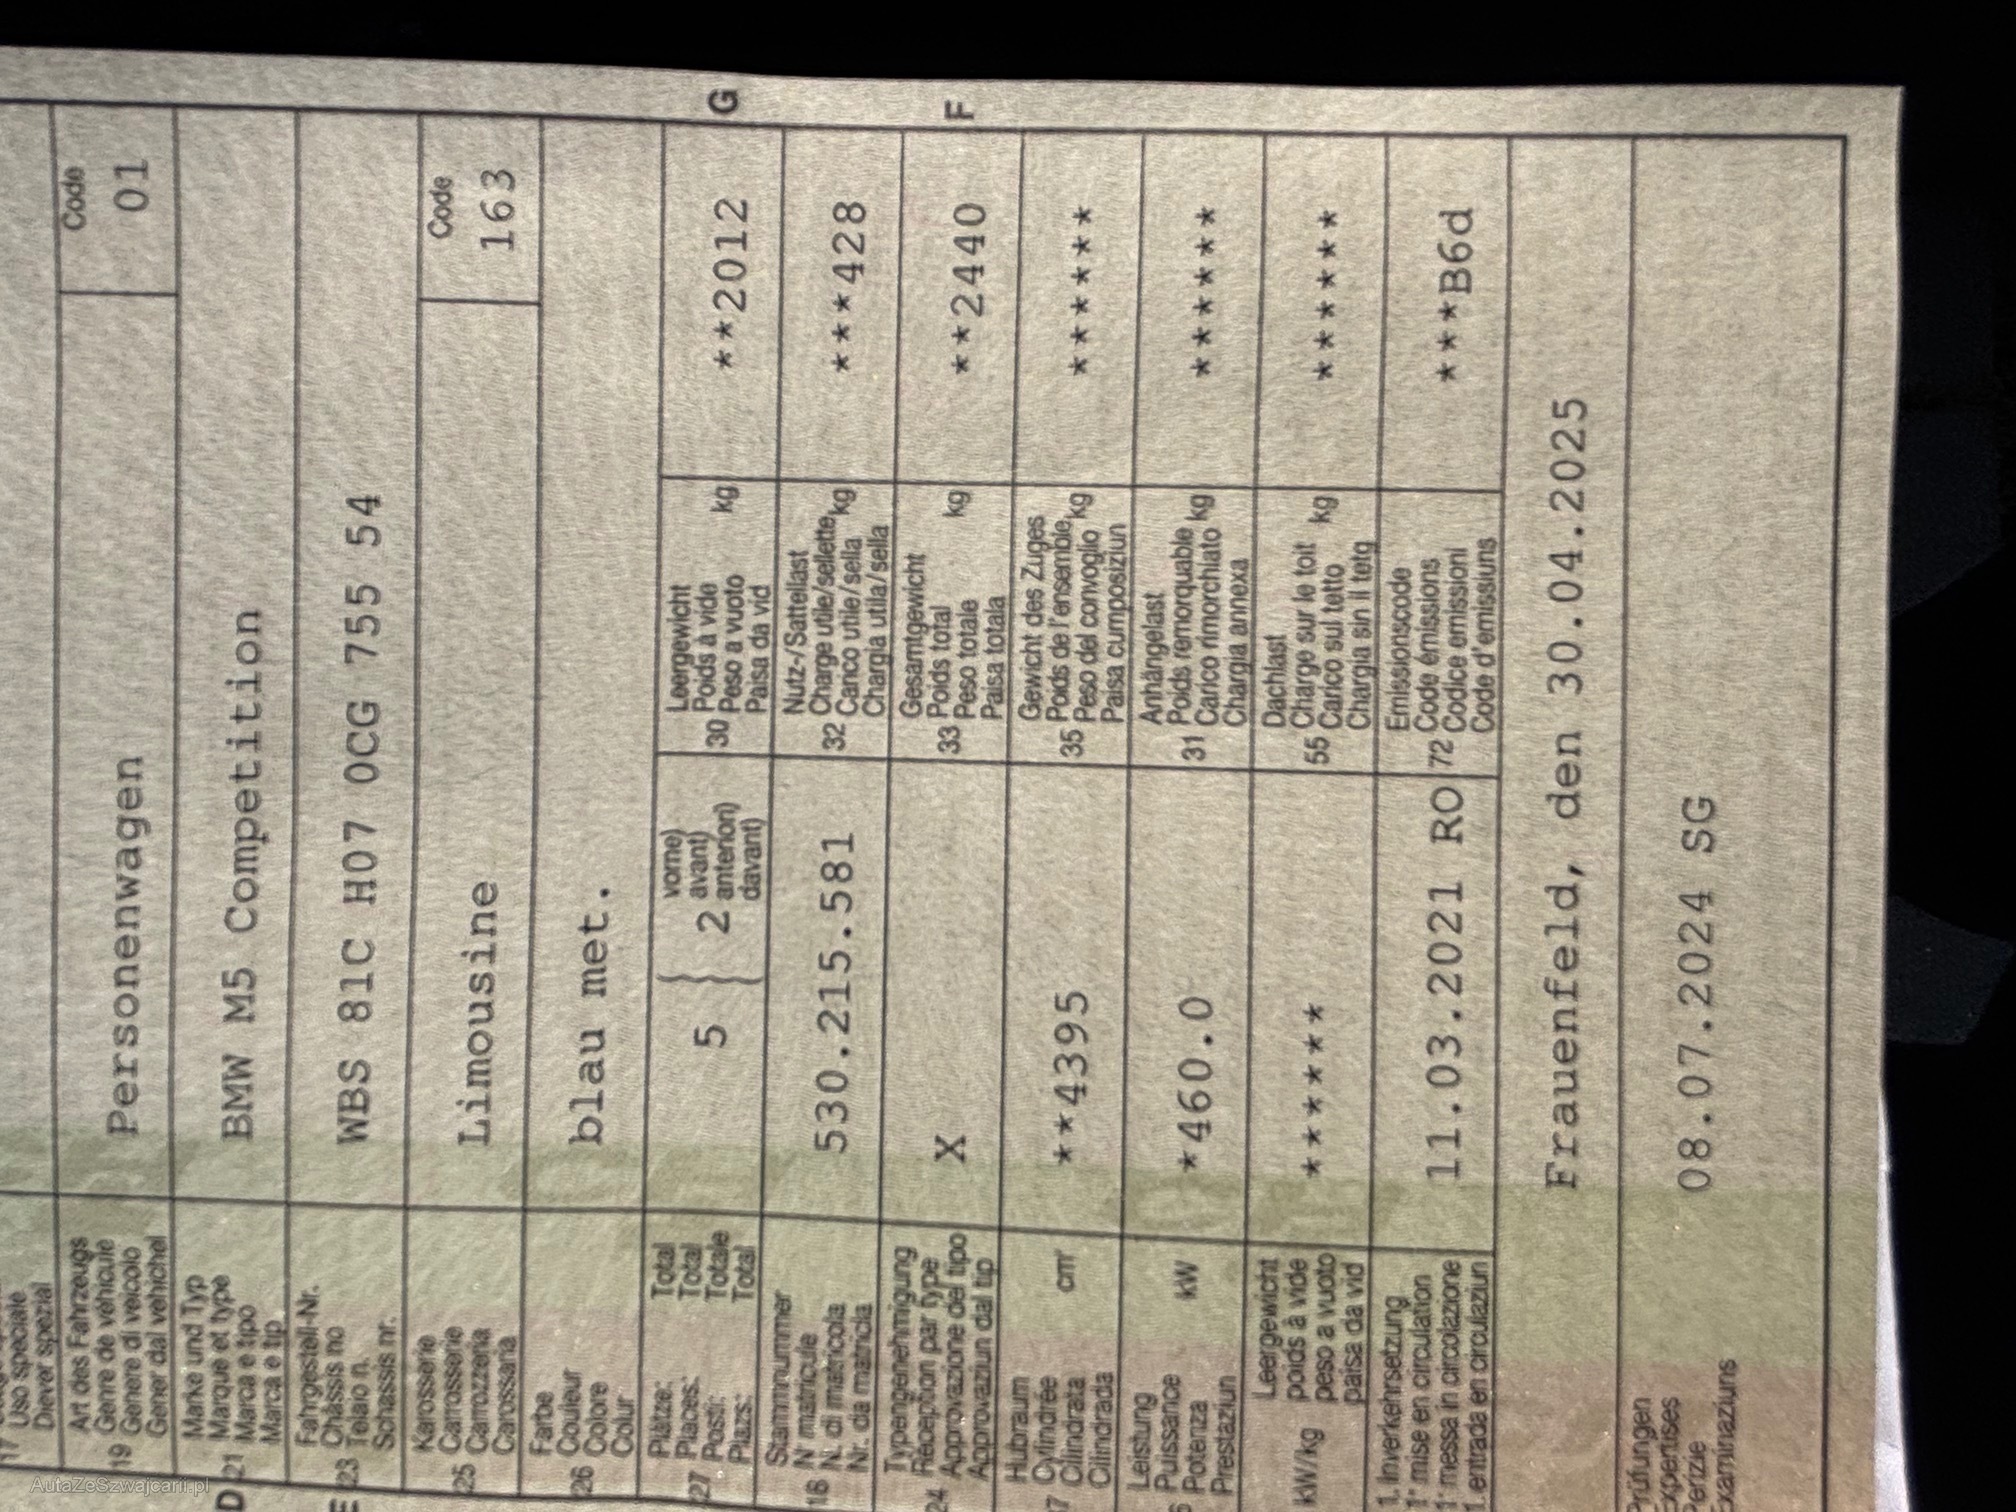 17 Uso speciale
Diever spezial
Art des Fahrzeugs
19 Genre de véhicule
Genere di veicolo
Gener dal vehichel
Personenwagen
Code
01
D 21 Marke und Typ
Marque et type
Marca e tipo
Marca e tip
BMW M5 Competition
E 23 Fahrgestell-Nr.
Châssis no
Telaio n.
Schassis nr.
WBS 81C H07 0CG 755 54
25 Karosserie
Carrosserie
Carrozzeria
Carossaria
Limousine
Code
163
26 Farbe
Couleur
Colore
Colur
blau met.
27 Plätze: Total
Places: Total
Posti: Totale
Plazs: Total
5 } 2
vorne)
avant)
anteriori)
davant)
Leergewicht
Poids à vide
30 Peso a vuoto kg
Paisa da vid
**2012
G
Stammnummer
18 N matricule
N. di matricola
Nr. da matricla
530.215.581
Nutz-/Sattellast
Charge utile/sellette
32 Carico utile/sella kg
Chargia utila/sella
***428
Typengenehmigung
24 Réception par type
Approvazione del tipo
Approvaziun dal tip
X
Gesamtgewicht
33 Poids total
Peso totale kg
Paisa totala
**2440
F
Hubraum
Cylindrée
Cilindrata cm³
Cilindrada
**4395
Gewicht des Zuges
Poids de l'ensemble
35 Peso del convoglio kg
Paisa cumposiziun
*******
Leistung
Puissance
Potenza kW
Prestaziun
*460.0
Anhängelast
Poids remorquable
31 Carico rimorchiato kg
Chargia annexa
*******
kW/kg Leergewicht
poids à vide
peso a vuoto
paisa da vid
******
Dachlast
55 Charge sur le toit
Carico sul tetto kg
Chargia sin il tetg
*******
1. Inverkehrsetzung
1ʳ mise en circulation
1ᵃ messa in circolazione
1. entrada en circulaziun
11.03.2021 RO
Emissionscode
72 Code émissions
Codice emissioni
Code d'emissiuns
***B6d
Frauenfeld, den 30.04.2025
Prüfungen
Expertises
Perizie
Examinaziuns
08.07.2024 SG
AutaZeSzwajcarii.pl